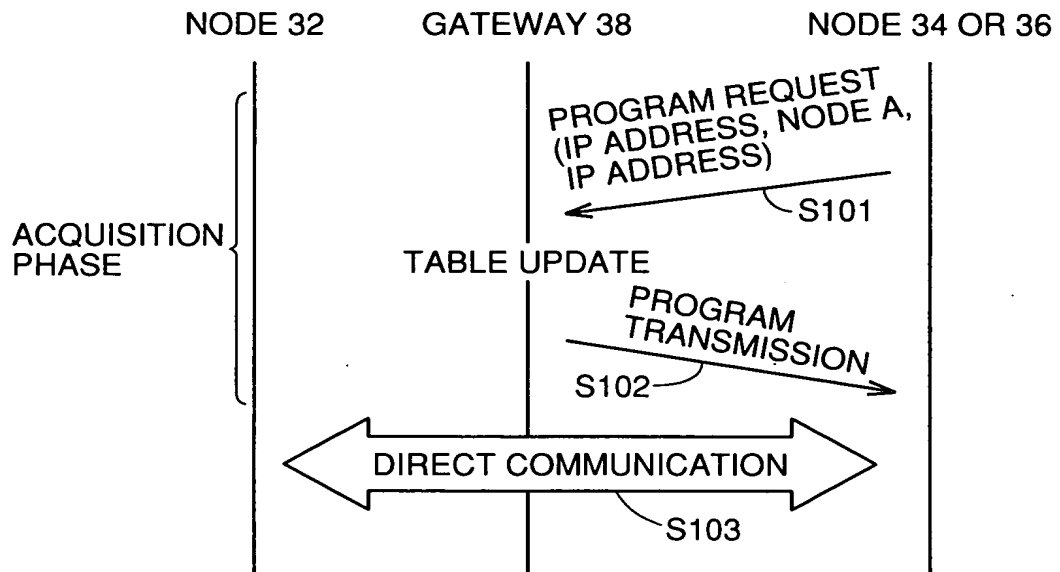 NODE 32
GATEWAY 38
NODE 34 OR 36
PROGRAM REQUEST
(IP ADDRESS, NODE A,
IP ADDRESS)
S101
ACQUISITION
PHASE
TABLE UPDATE
PROGRAM
TRANSMISSION
S102
DIRECT COMMUNICATION
S103